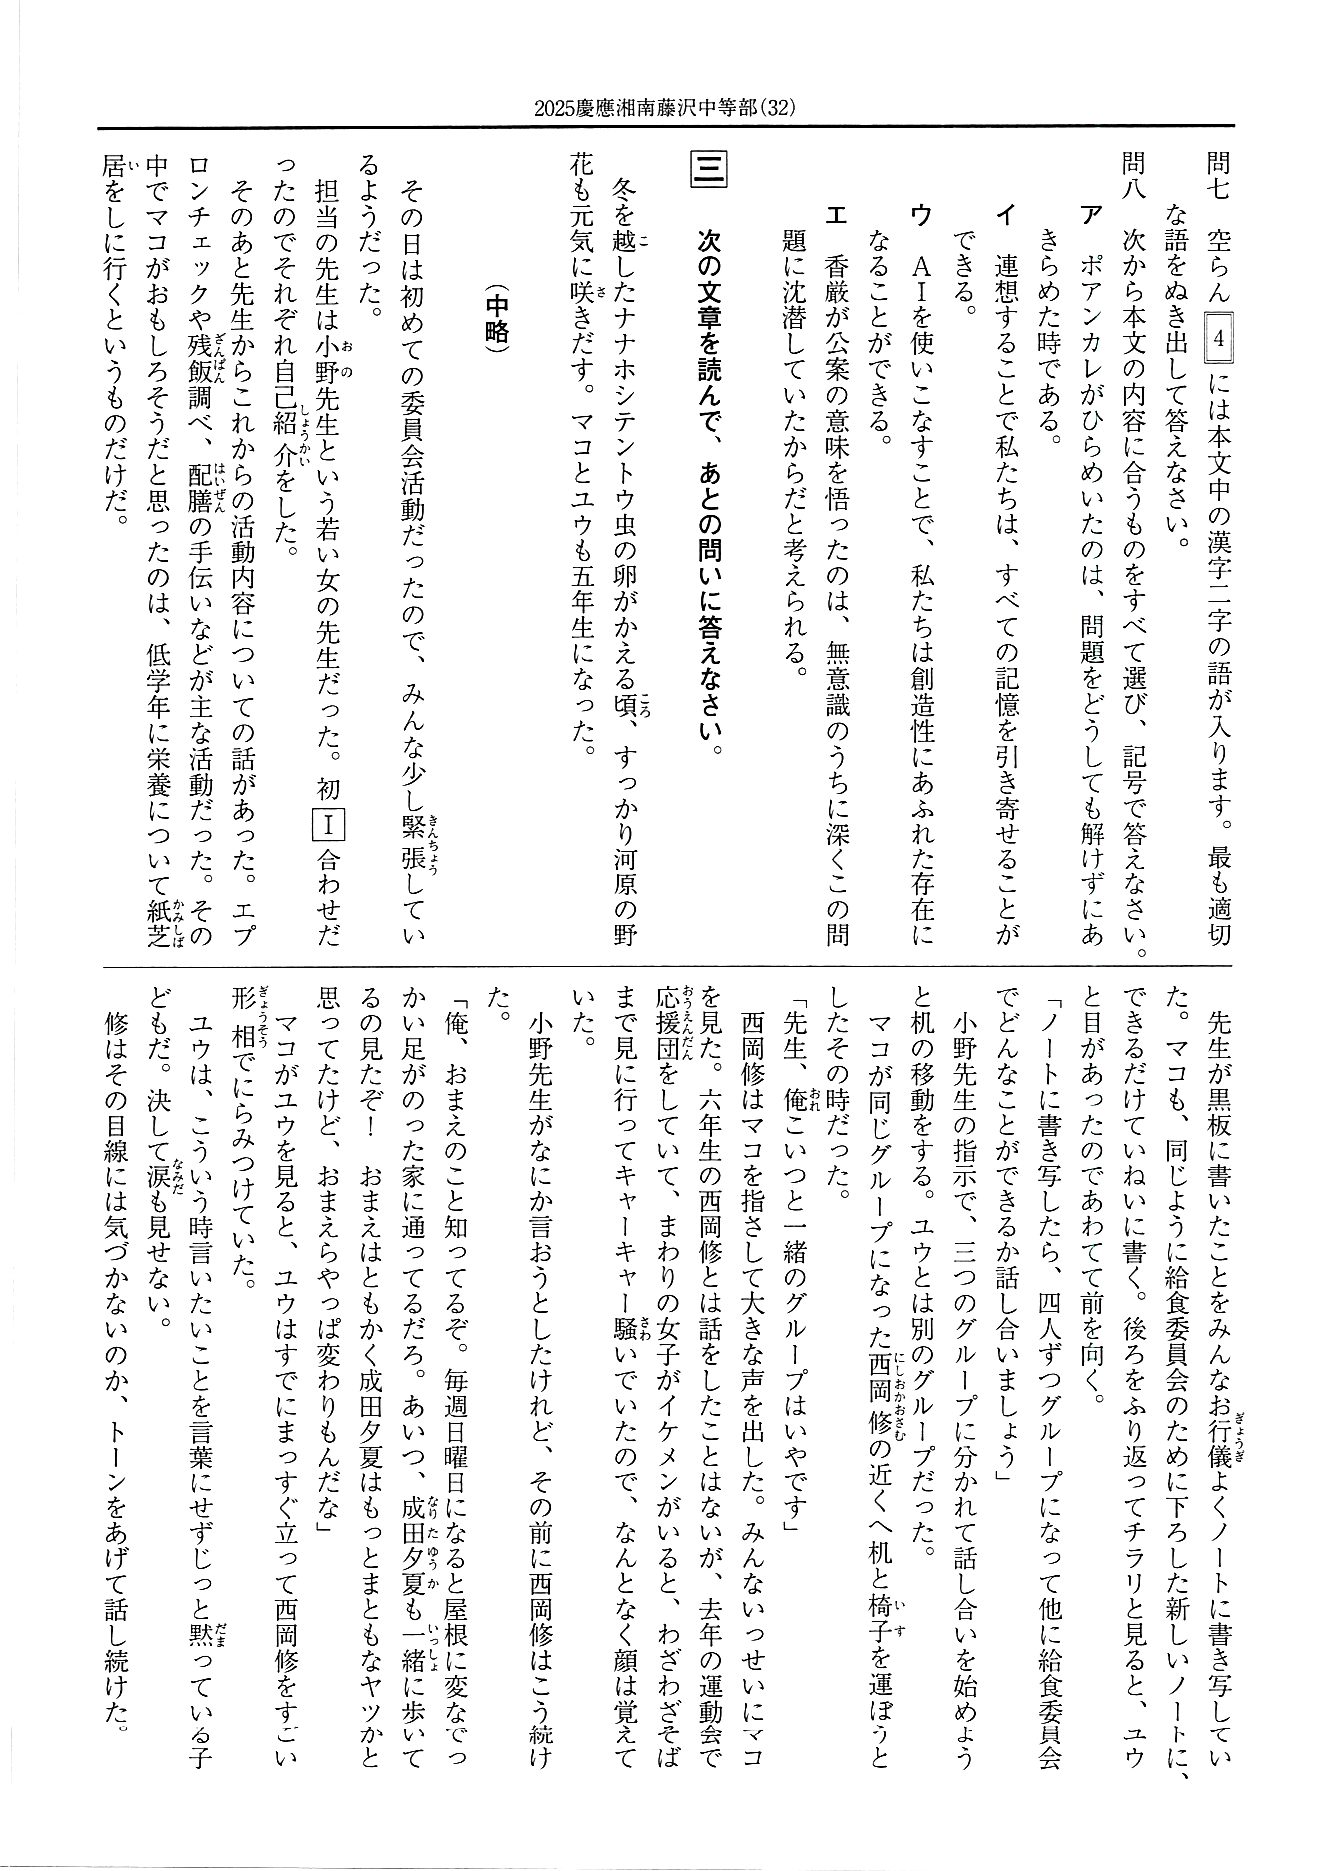 2025慶應湘南藤沢中等部(32)
問七　空らん 4 には本文中の漢字二字の語が入ります。最も適切
な語をぬき出して答えなさい。
問八　次から本文の内容に合うものをすべて選び、記号で答えなさい。
ア　ポアンカレがひらめいたのは、問題をどうしても解けずにあ
きらめた時である。
イ　連想することで私たちは、すべての記憶を引き寄せることが
できる。
ウ　ＡＩを使いこなすことで、私たちは創造性にあふれた存在に
なることができる。
エ　香厳が公案の意味を悟ったのは、無意識のうちに深くこの問
題に沈潜していたからだと考えられる。
三　次の文章を読んで、あとの問いに答えなさい。
冬を越したナナホシテントウ虫の卵がかえる頃、すっかり河原の野
花も元気に咲きだす。マコとユウも五年生になった。
（中略）
その日は初めての委員会活動だったので、みんな少し緊張してい
るようだった。
担当の先生は小野先生という若い女の先生だった。初 Ⅰ 合わせだ
ったのでそれぞれ自己紹介をした。
そのあと先生からこれからの活動内容についての話があった。エプ
ロンチェックや残飯調べ、配膳の手伝いなどが主な活動だった。その
中でマコがおもしろそうだと思ったのは、低学年に栄養について紙芝
居をしに行くというものだけだ。
先生が黒板に書いたことをみんなお行儀よくノートに書き写してい
た。マコも、同じように給食委員会のために下ろした新しいノートに、
できるだけていねいに書く。後ろをふり返ってチラリと見ると、ユウ
と目があったのであわてて前を向く。
「ノートに書き写したら、四人ずつグループになって他に給食委員会
でどんなことができるか話し合いましょう」
小野先生の指示で、三つのグループに分かれて話し合いを始めよう
と机の移動をする。ユウとは別のグループだった。
マコが同じグループになった西岡修の近くへ机と椅子を運ぼうと
したその時だった。
「先生、俺こいつと一緒のグループはいやです」
西岡修はマコを指さして大きな声を出した。みんないっせいにマコ
を見た。六年生の西岡修とは話をしたことはないが、去年の運動会で
応援団をしていて、まわりの女子がイケメンがいると、わざわざそば
まで見に行ってキャーキャー騒いでいたので、なんとなく顔は覚えて
いた。
小野先生がなにか言おうとしたけれど、その前に西岡修はこう続け
た。
「俺、おまえのこと知ってるぞ。毎週日曜日になると屋根に変なでっ
かい足がのった家に通ってるだろ。あいつ、成田夕夏も一緒に歩いて
るの見たぞ！　おまえはともかく成田夕夏はもっとまともなヤツかと
思ってたけど、おまえらやっぱ変わりもんだな」
マコがユウを見ると、ユウはすでにまっすぐ立って西岡修をすごい
形相でにらみつけていた。
ユウは、こういう時言いたいことを言葉にせずじっと黙っている子
どもだ。決して涙も見せない。
修はその目線には気づかないのか、トーンをあげて話し続けた。